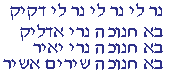 נר לי נר לי נר לי דקיק
בא חנוכה נרי אדליק
בא חנוכה נרי יאיר
בא חנוכה שירים אשיר